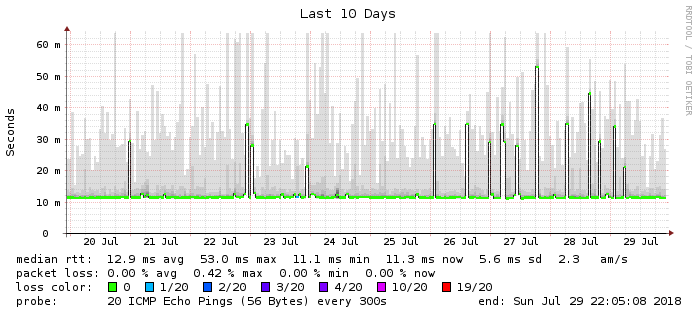 Last 10 Days
RRDTOOL / TOBI OETIKER
Seconds
60 m
50 m
40 m
30 m
20 m
10 m
0
20 Jul 21 Jul 22 Jul 23 Jul 24 Jul 25 Jul 26 Jul 27 Jul 28 Jul 29 Jul
median rtt: 12.9 ms avg 53.0 ms max 11.1 ms min 11.3 ms now 5.6 ms sd 2.3 am/s
packet loss: 0.00 % avg 0.42 % max 0.00 % min 0.00 % now
loss color: 0 1/20 2/20 3/20 4/20 10/20 19/20
probe: 20 ICMP Echo Pings (56 Bytes) every 300s end: Sun Jul 29 22:05:08 2018